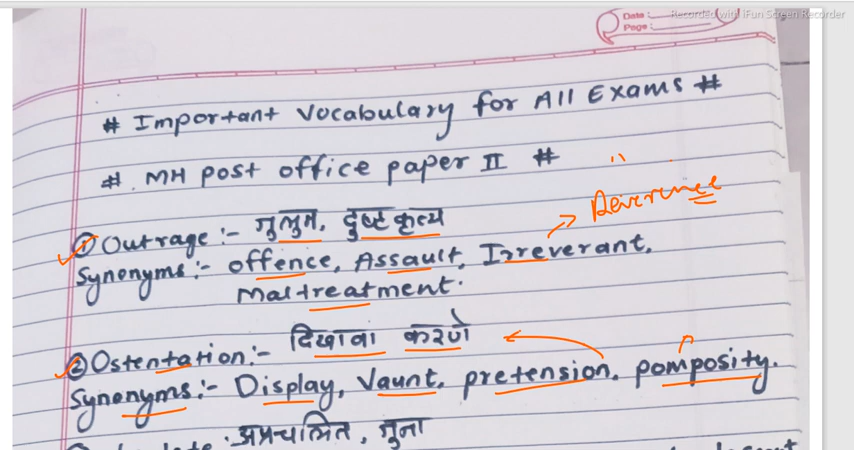 Date:
Page:
Recorded with iFun Screen Recorder
# Important Vocabulary for All Exams #
# MH post office paper II #
Reverence
① Outrage :- जुलुम, दुष्टकृत्य
Synonyms:- offence, Assault, Irreverant,
Maltreatment.
② Ostentation:- दिखावा करणे
Synonyms:- Display, Vaunt, pretension, pomposity.
अप्रचलित, जुना